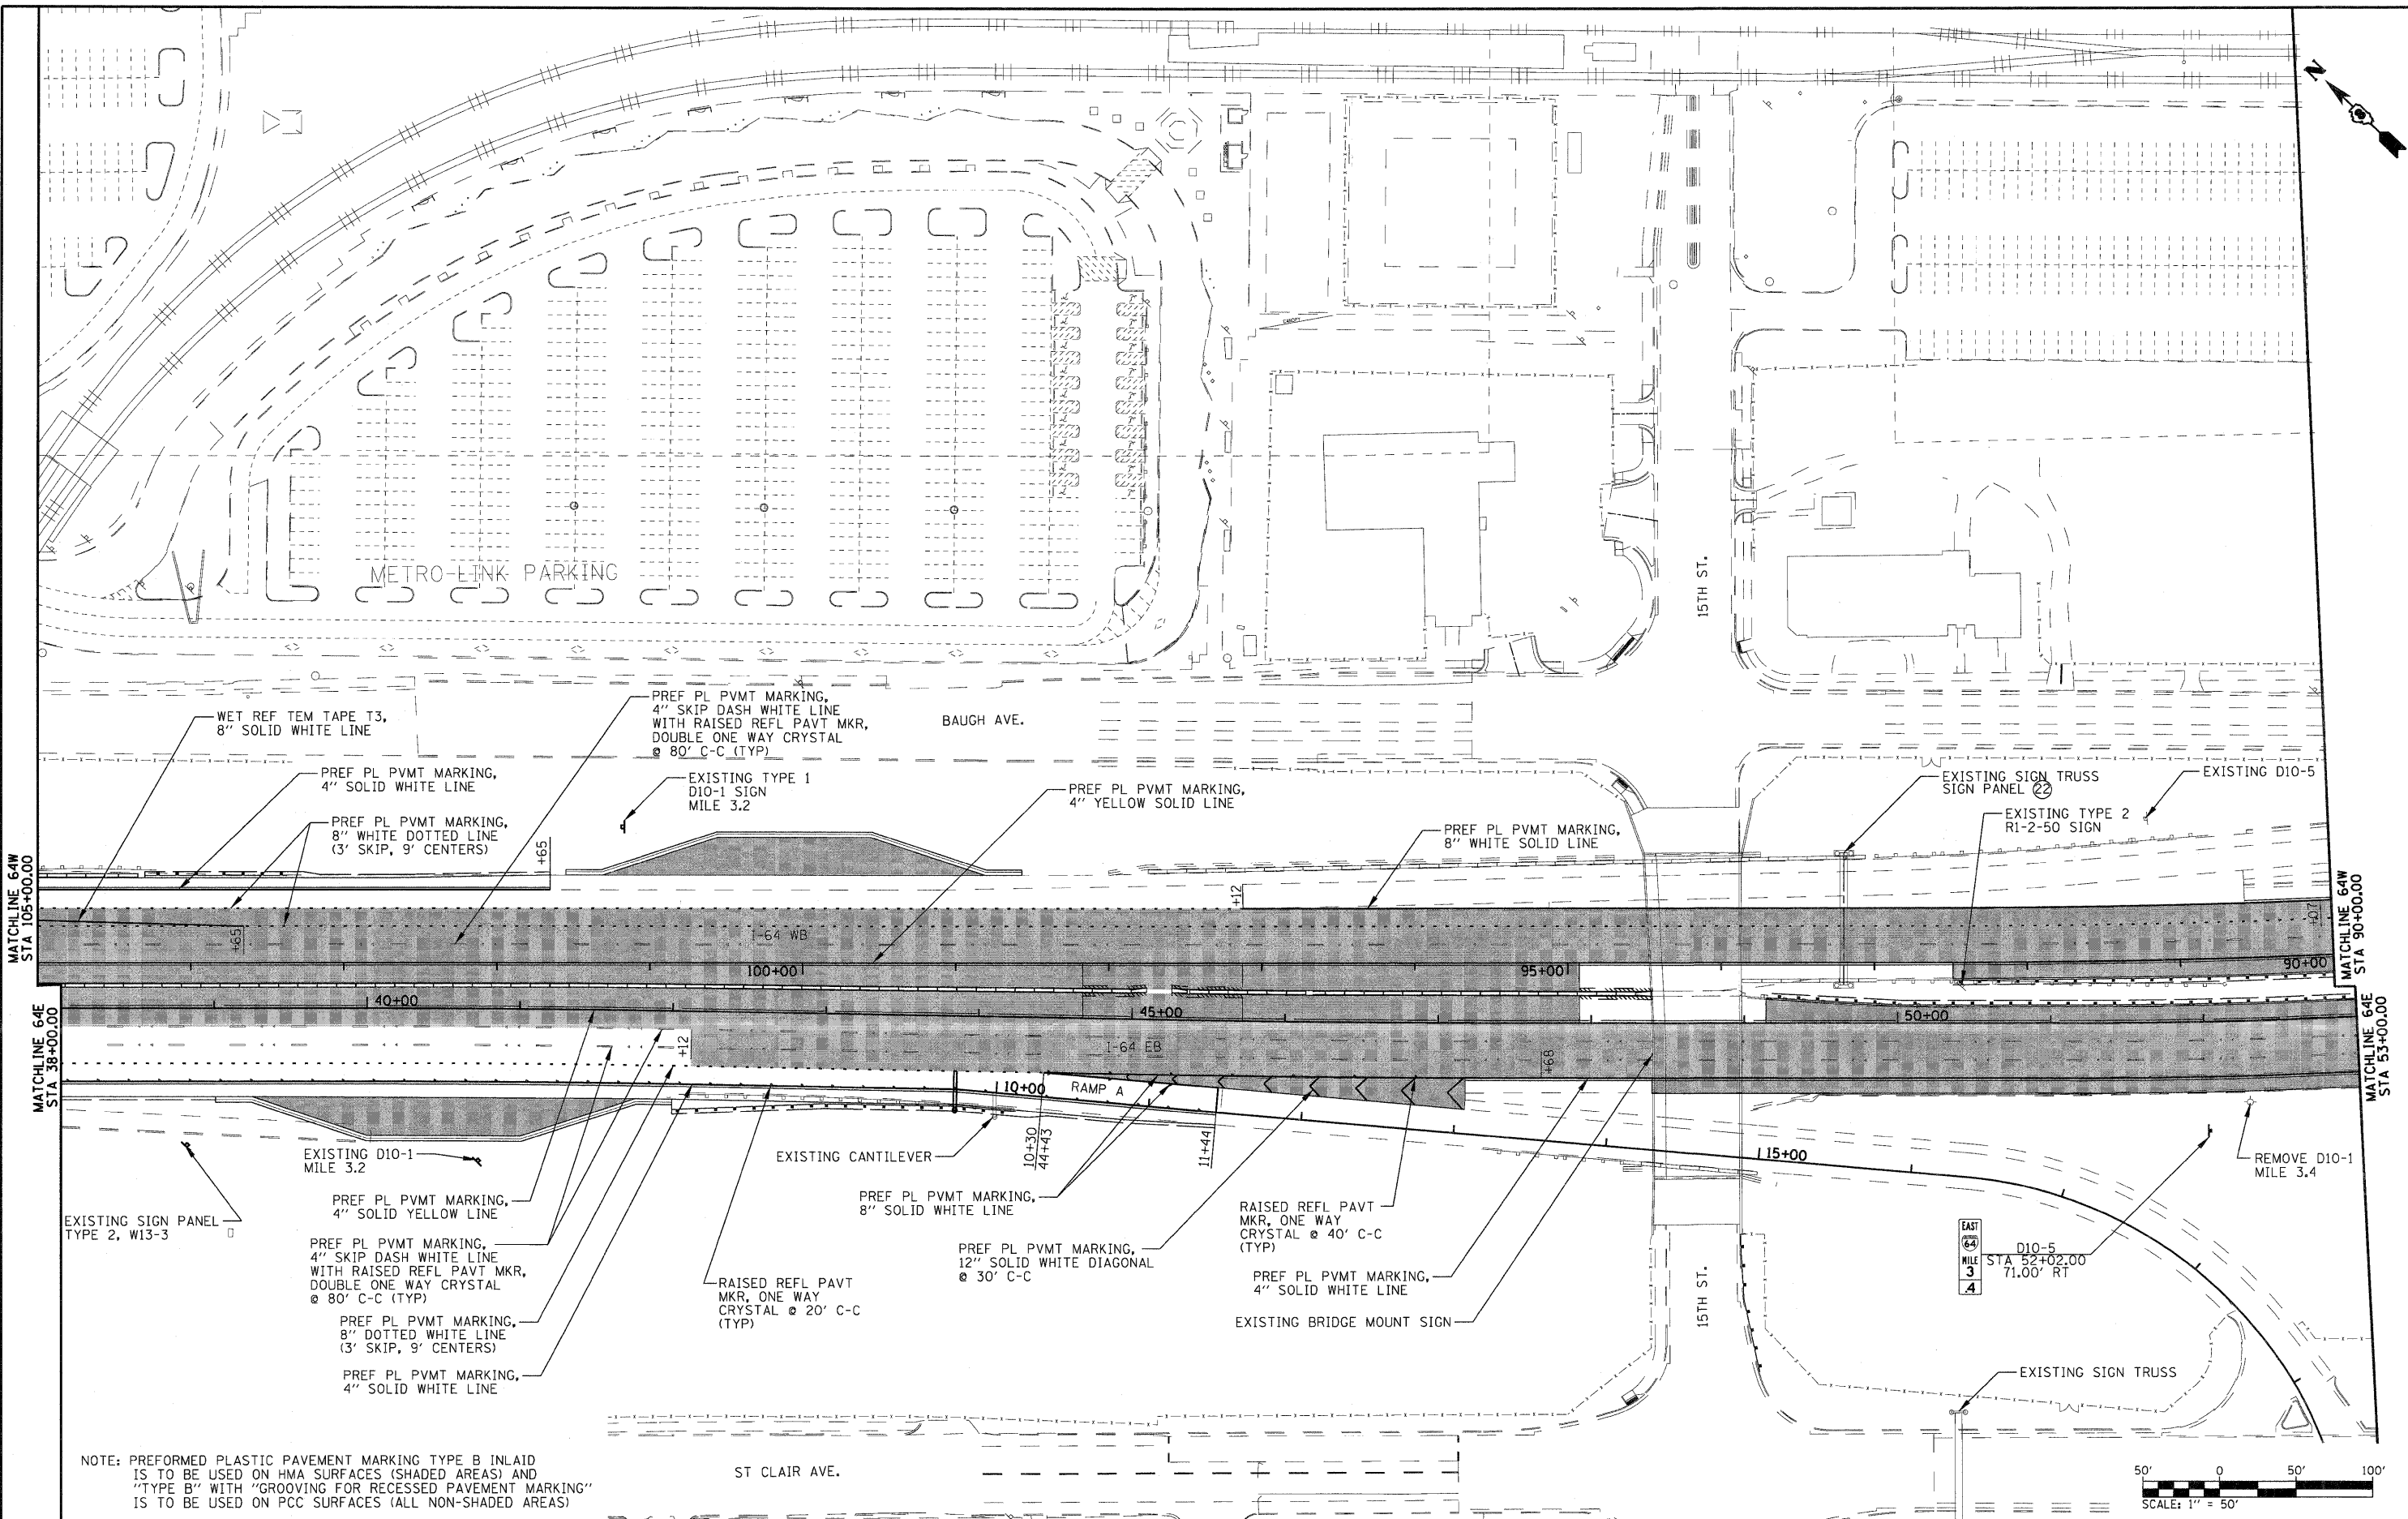 N
CANOPY
METRO-LINK PARKING
15TH ST.
BAUGH AVE.
WET REF TEM TAPE T3,
8" SOLID WHITE LINE
PREF PL PVMT MARKING,
4" SKIP DASH WHITE LINE
WITH RAISED REFL PAVT MKR,
DOUBLE ONE WAY CRYSTAL
@ 80' C-C (TYP)
PREF PL PVMT MARKING,
4" SOLID WHITE LINE
EXISTING TYPE 1
D10-1 SIGN
MILE 3.2
PREF PL PVMT MARKING,
4" YELLOW SOLID LINE
EXISTING SIGN TRUSS
SIGN PANEL 22
EXISTING D10-5
PREF PL PVMT MARKING,
8" WHITE DOTTED LINE
(3' SKIP, 9' CENTERS)
PREF PL PVMT MARKING,
8" WHITE SOLID LINE
EXISTING TYPE 2
R1-2-50 SIGN
+65
+12
+65
+07
MATCHLINE 64W
STA 105+00.00
MATCHLINE 64W
STA 90+00.00
I-64 WB
100+00
95+00
90+00
40+00
45+00
50+00
MATCHLINE 64E
STA 38+00.00
MATCHLINE 64E
STA 53+00.00
+12
I-64 EB
+68
10+00
RAMP A
10+30
44+43
11+44
15+00
EXISTING D10-1
MILE 3.2
EXISTING CANTILEVER
REMOVE D10-1
MILE 3.4
EXISTING SIGN PANEL
TYPE 2, W13-3
PREF PL PVMT MARKING,
4" SOLID YELLOW LINE
PREF PL PVMT MARKING,
8" SOLID WHITE LINE
RAISED REFL PAVT
MKR, ONE WAY
CRYSTAL @ 40' C-C
(TYP)
PREF PL PVMT MARKING,
4" SKIP DASH WHITE LINE
WITH RAISED REFL PAVT MKR,
DOUBLE ONE WAY CRYSTAL
@ 80' C-C (TYP)
PREF PL PVMT MARKING,
12" SOLID WHITE DIAGONAL
@ 30' C-C
EAST
64
MILE
3
.4
D10-5
STA 52+02.00
71.00' RT
RAISED REFL PAVT
MKR, ONE WAY
CRYSTAL @ 20' C-C
(TYP)
PREF PL PVMT MARKING,
4" SOLID WHITE LINE
15TH ST.
PREF PL PVMT MARKING,
8" DOTTED WHITE LINE
(3' SKIP, 9' CENTERS)
EXISTING BRIDGE MOUNT SIGN
PREF PL PVMT MARKING,
4" SOLID WHITE LINE
EXISTING SIGN TRUSS
NOTE: PREFORMED PLASTIC PAVEMENT MARKING TYPE B INLAID
IS TO BE USED ON HMA SURFACES (SHADED AREAS) AND
"TYPE B" WITH "GROOVING FOR RECESSED PAVEMENT MARKING"
IS TO BE USED ON PCC SURFACES (ALL NON-SHADED AREAS)
ST CLAIR AVE.
50' 0 50' 100'
SCALE: 1" = 50'